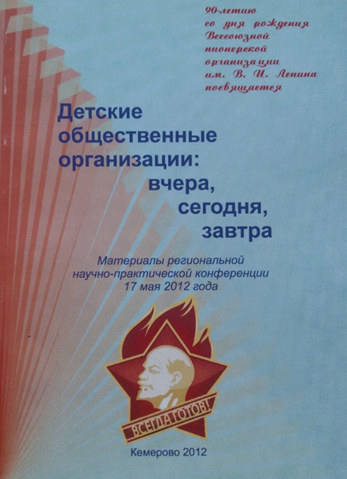 90-летию
со дня рождения
Всесоюзной
пионерской
организации
им. В. И. Ленина
посвящается
Детские
общественные
организации:
вчера,
сегодня,
завтра
Материалы региональной
научно-практической конференции
17 мая 2012 года
ВСЕГДА ГОТОВ!
Кемерово 2012